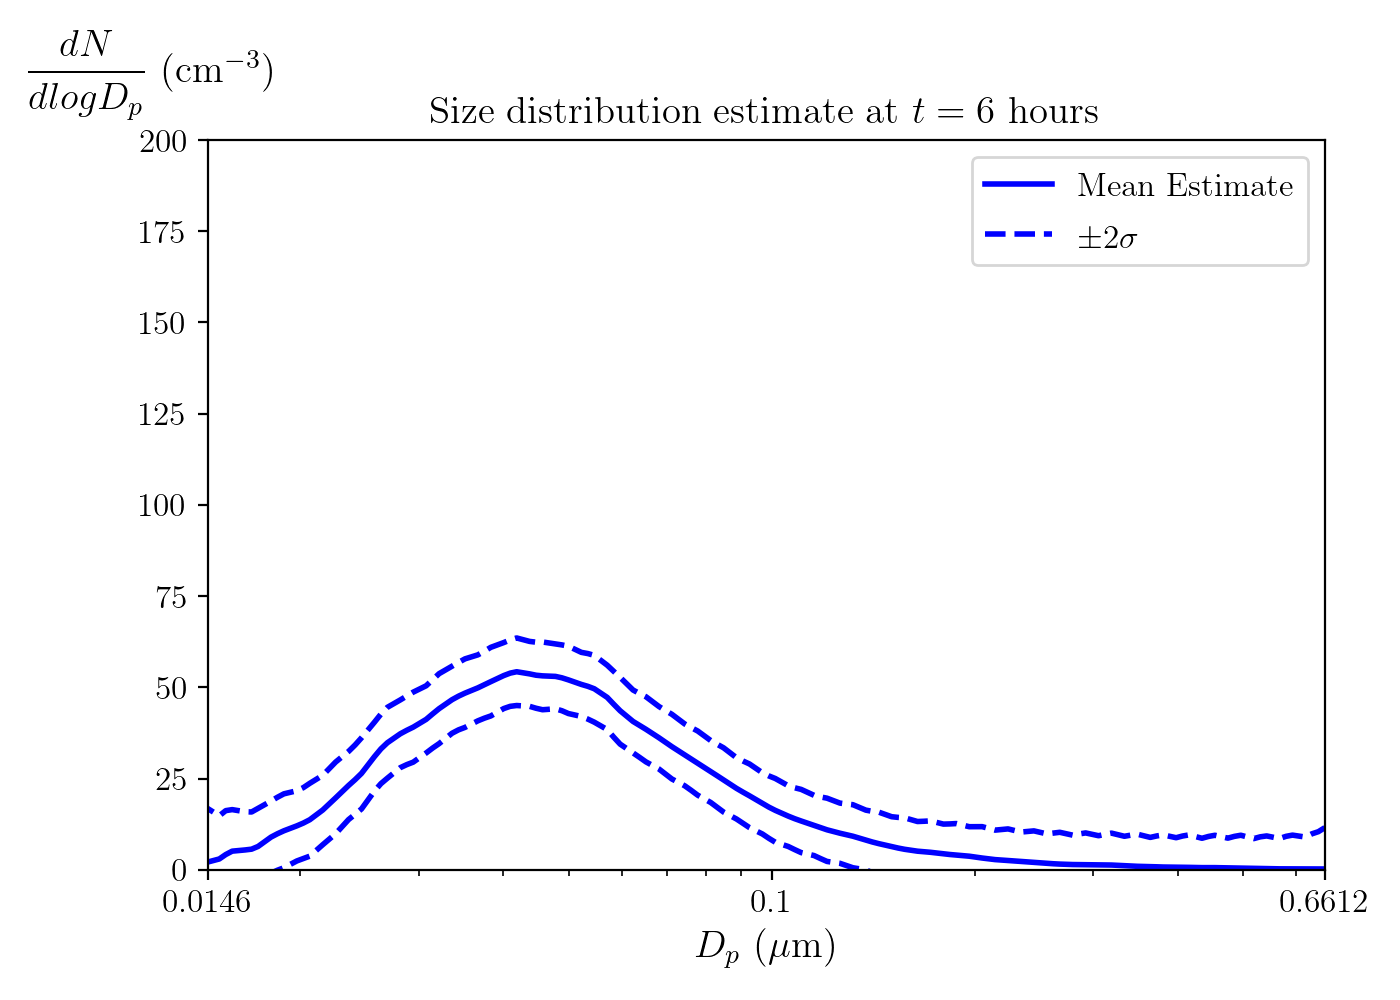 dN
dlogD_p (cm⁻³)
Size distribution estimate at t = 6 hours
200
175
150
125
100
75
50
25
0
Mean Estimate
±2σ
0.0146
0.1
0.6612
D_p (μm)